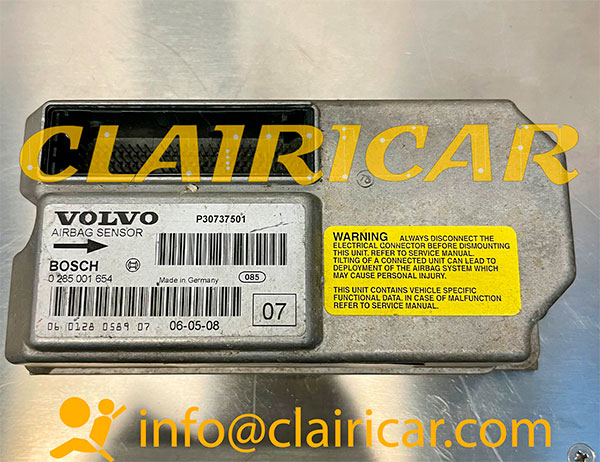 CLAIRICAR
VOLVO
P30737501
AIRBAG SENSOR
BOSCH
0 285 001 654
Made in Germany
085
06 0128 0589 07
06-05-08
07
WARNING ALWAYS DISCONNECT THE
ELECTRICAL CONNECTOR BEFORE DISMOUNTING
THIS UNIT. REFER TO SERVICE MANUAL.
TILTING OF A CONNECTED UNIT CAN LEAD TO
DEPLOYMENT OF THE AIRBAG SYSTEM WHICH
MAY CAUSE PERSONAL INJURY.
THIS UNIT CONTAINS VEHICLE SPECIFIC
FUNCTIONAL DATA. IN CASE OF MALFUNCTION
REFER TO SERVICE MANUAL.
info@clairicar.com